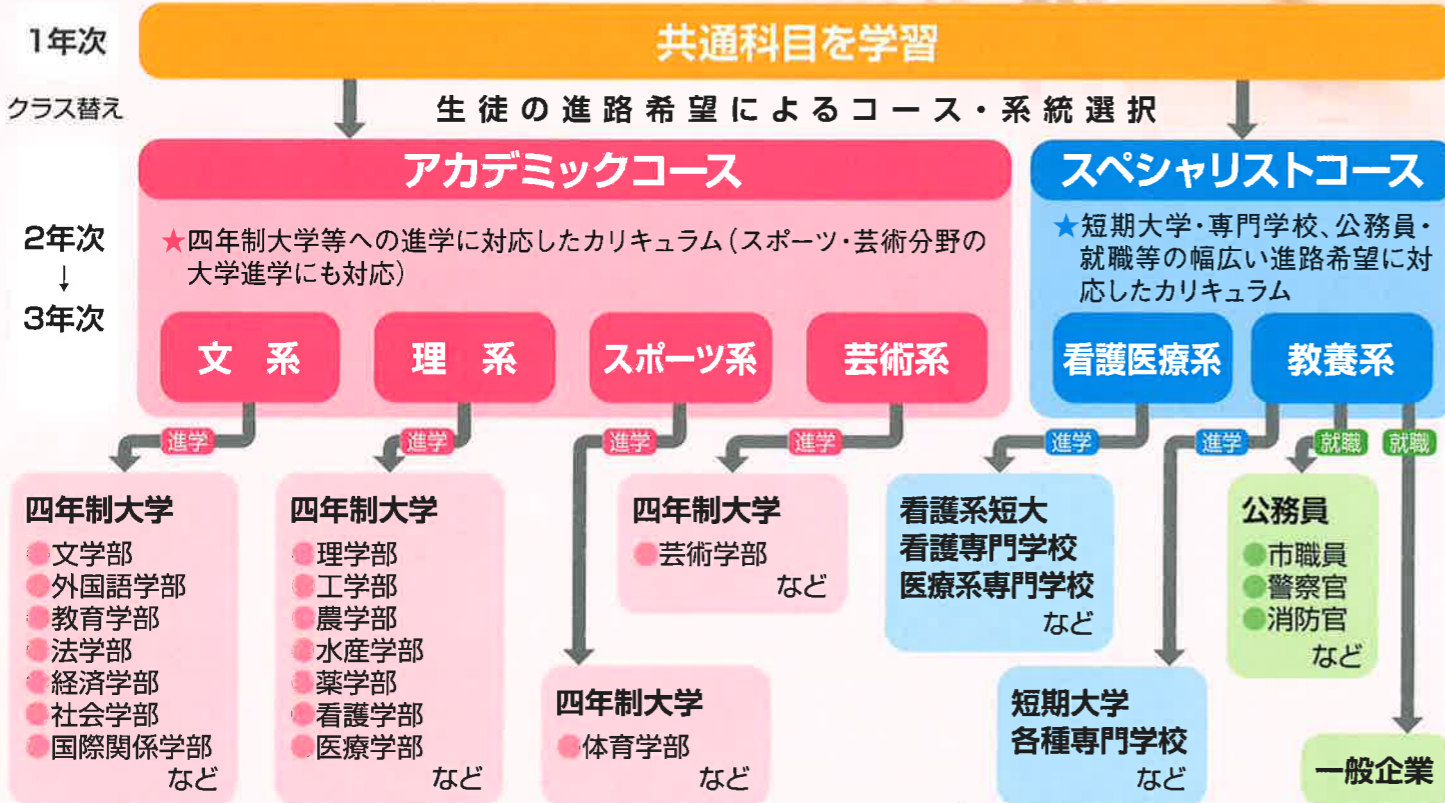 1年次
共通科目を学習
クラス替え
生徒の進路希望によるコース・系統選択
アカデミックコース
スペシャリストコース
2年次
↓
3年次
★四年制大学等への進学に対応したカリキュラム(スポーツ・芸術分野の
大学進学にも対応)
★短期大学・専門学校、公務員・
就職等の幅広い進路希望に対
応したカリキュラム
文 系
理 系
スポーツ系
芸術系
看護医療系
教養系
進学
進学
進学
進学
進学
進学
就職
就職
四年制大学
●文学部
●外国語学部
●教育学部
●法学部
●経済学部
●社会学部
●国際関係学部
など
四年制大学
●理学部
●工学部
●農学部
●水産学部
●薬学部
●看護学部
●医療学部
など
四年制大学
●体育学部
など
四年制大学
●芸術学部
など
看護系短大
看護専門学校
医療系専門学校
など
短期大学
各種専門学校
など
公務員
●市職員
●警察官
●消防官
など
一般企業